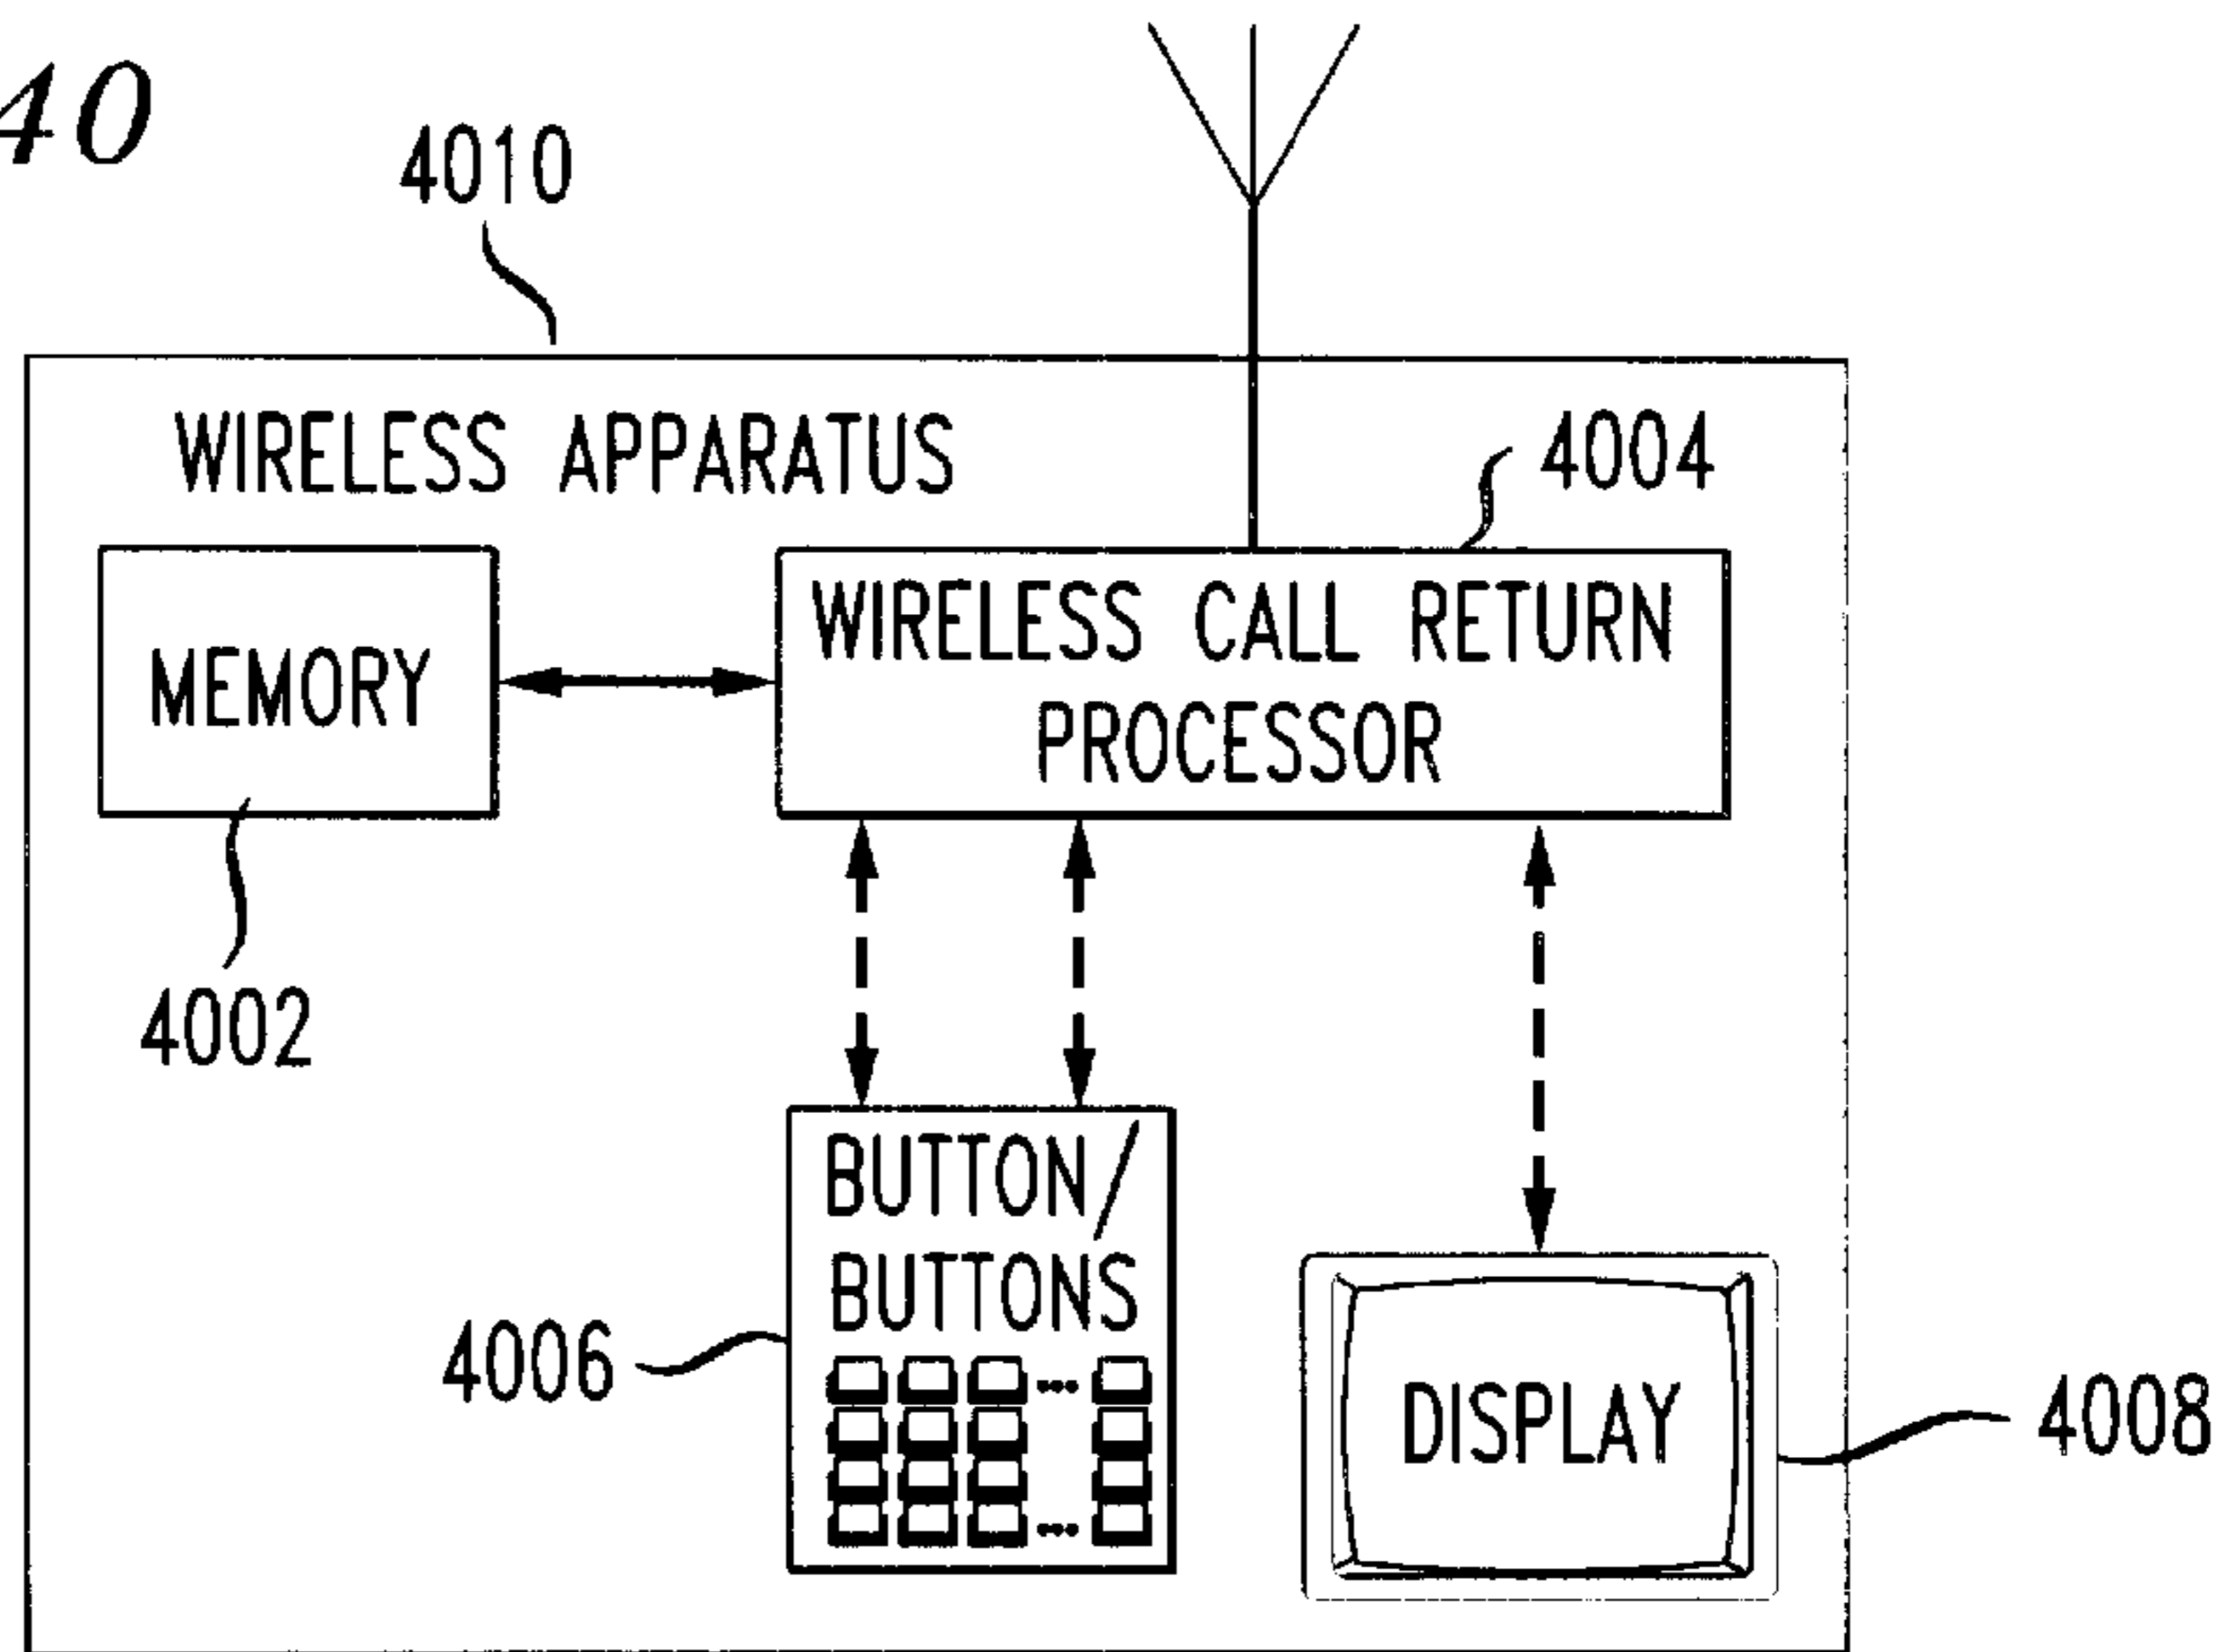 40
4010
WIRELESS APPARATUS
4004
MEMORY
WIRELESS CALL RETURN
PROCESSOR
4002
BUTTON/
BUTTONS
4006
DISPLAY
4008